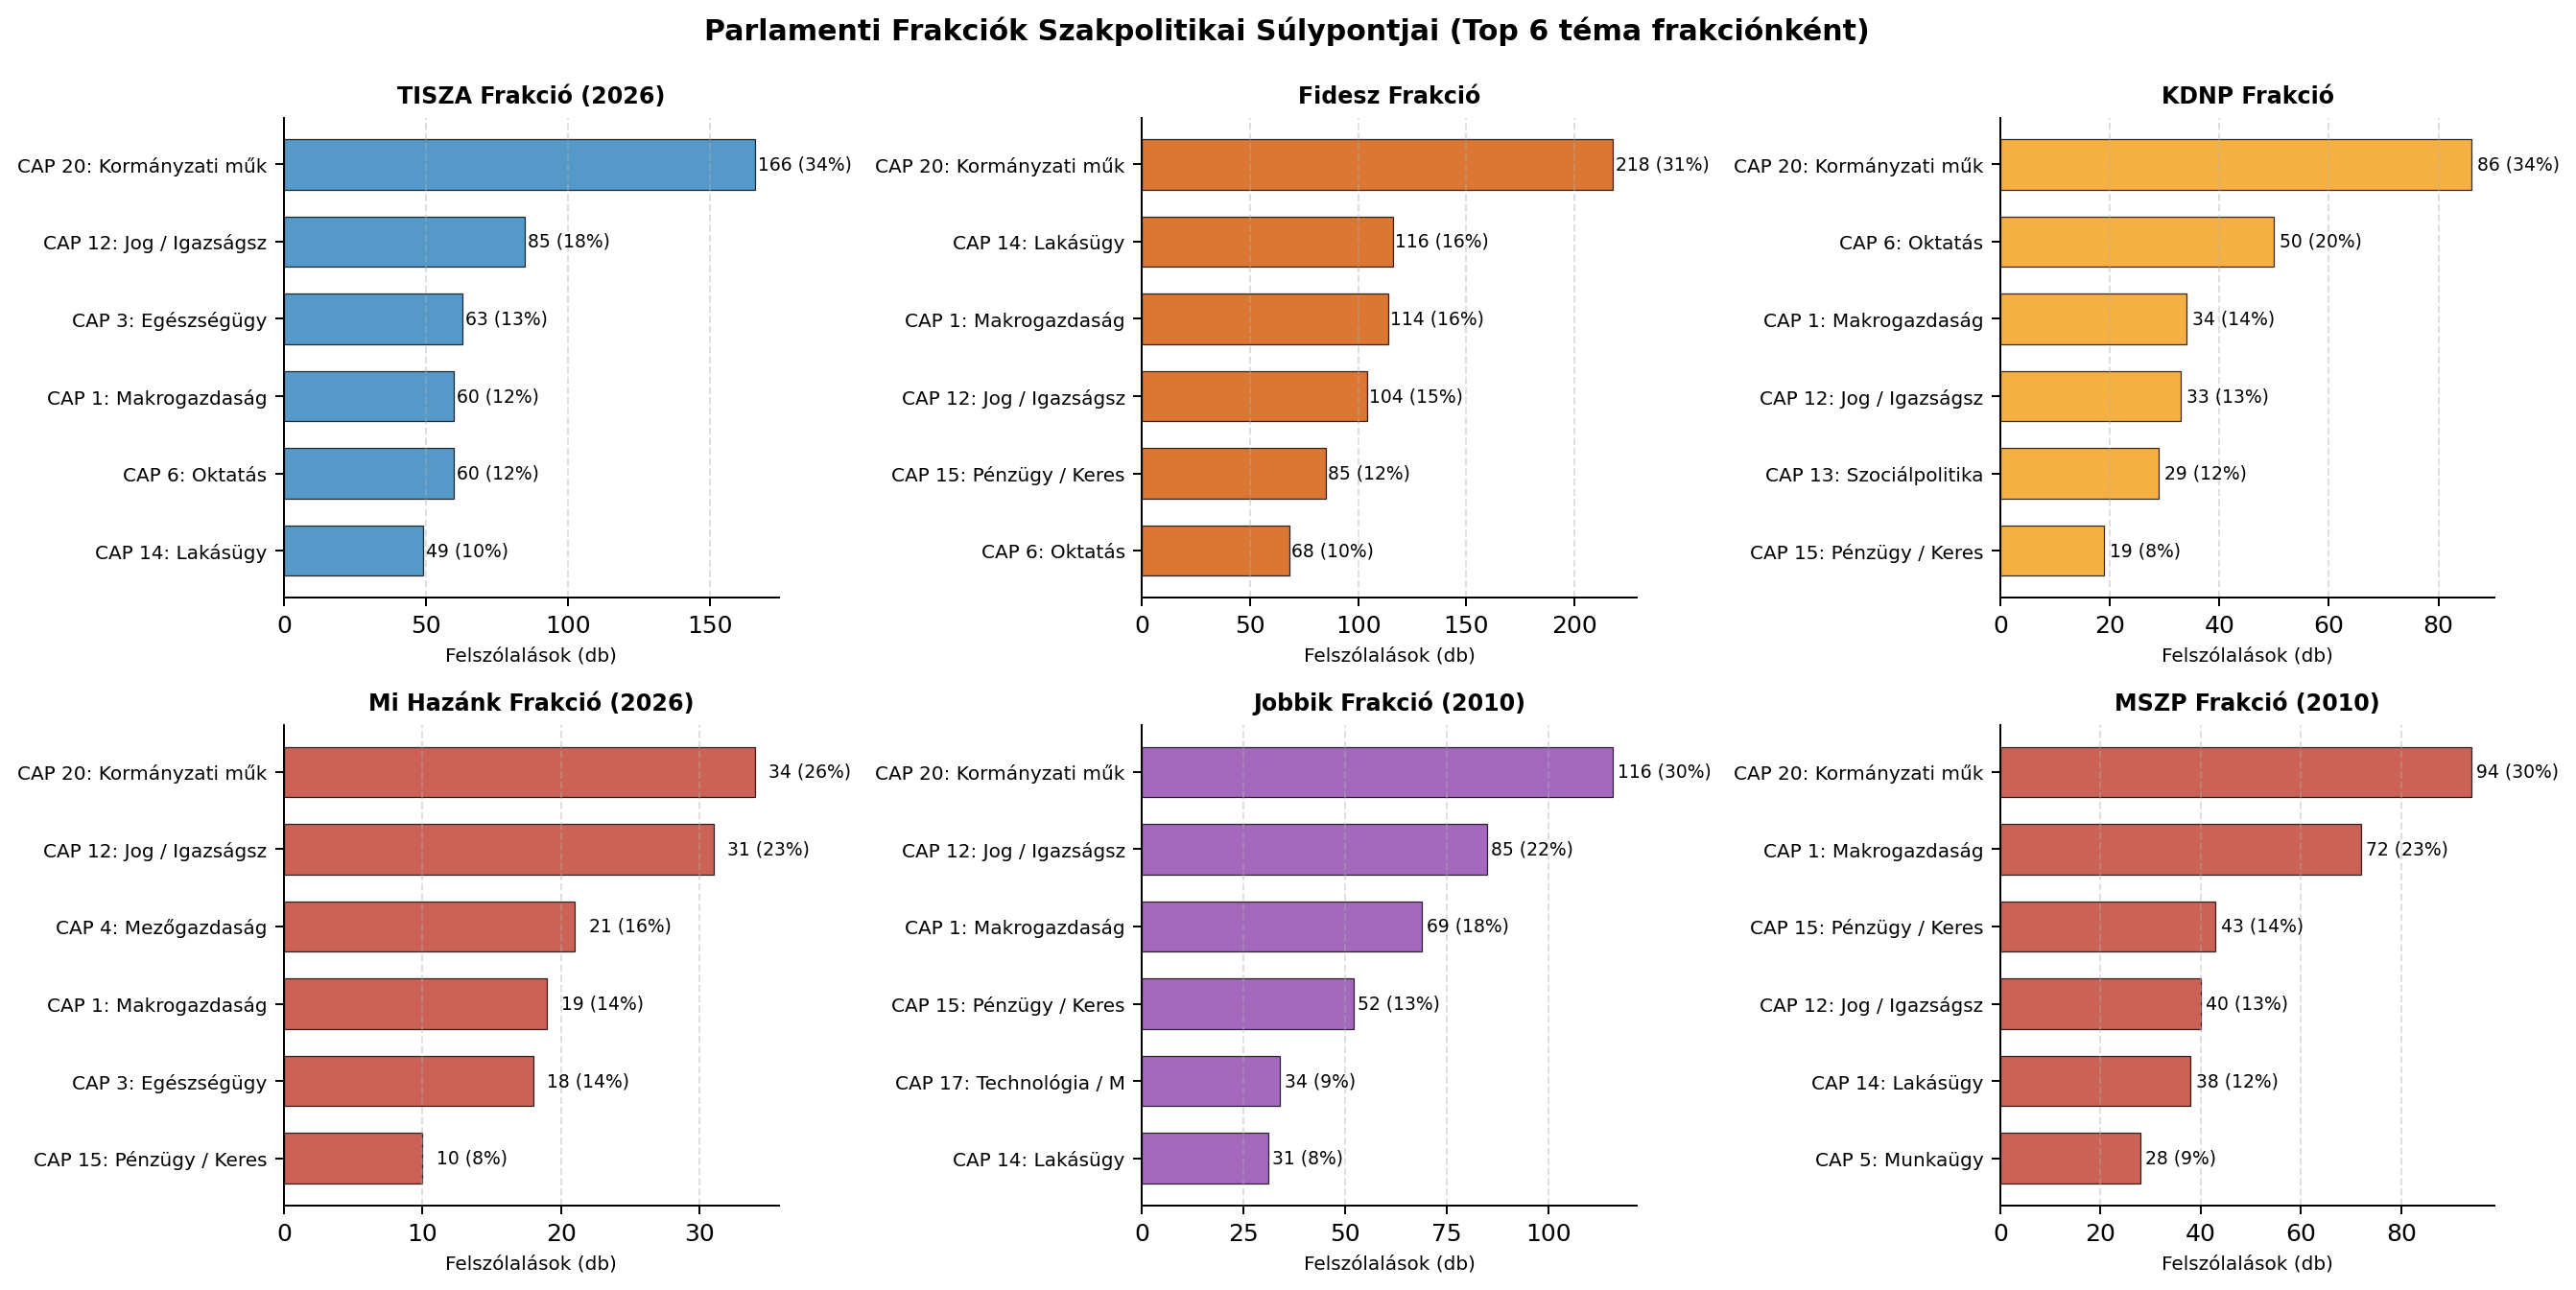 Parlamenti Frakciók Szakpolitikai Súlypontjai (Top 6 téma frakciónként)
TISZA Frakció (2026)
CAP 20: Kormányzati műk
166 (34%)
CAP 12: Jog / Igazságsz
85 (18%)
CAP 3: Egészségügy
63 (13%)
CAP 1: Makrogazdaság
60 (12%)
CAP 6: Oktatás
60 (12%)
CAP 14: Lakásügy
49 (10%)
0 50 100 150
Felszólalások (db)
Fidesz Frakció
CAP 20: Kormányzati műk
218 (31%)
CAP 14: Lakásügy
116 (16%)
CAP 1: Makrogazdaság
114 (16%)
CAP 12: Jog / Igazságsz
104 (15%)
CAP 15: Pénzügy / Keres
85 (12%)
CAP 6: Oktatás
68 (10%)
0 50 100 150 200
Felszólalások (db)
KDNP Frakció
CAP 20: Kormányzati műk
86 (34%)
CAP 6: Oktatás
50 (20%)
CAP 1: Makrogazdaság
34 (14%)
CAP 12: Jog / Igazságsz
33 (13%)
CAP 13: Szociálpolitika
29 (12%)
CAP 15: Pénzügy / Keres
19 (8%)
0 20 40 60 80
Felszólalások (db)
Mi Hazánk Frakció (2026)
CAP 20: Kormányzati műk
34 (26%)
CAP 12: Jog / Igazságsz
31 (23%)
CAP 4: Mezőgazdaság
21 (16%)
CAP 1: Makrogazdaság
19 (14%)
CAP 3: Egészségügy
18 (14%)
CAP 15: Pénzügy / Keres
10 (8%)
0 10 20 30
Felszólalások (db)
Jobbik Frakció (2010)
CAP 20: Kormányzati műk
116 (30%)
CAP 12: Jog / Igazságsz
85 (22%)
CAP 1: Makrogazdaság
69 (18%)
CAP 15: Pénzügy / Keres
52 (13%)
CAP 17: Technológia / M
34 (9%)
CAP 14: Lakásügy
31 (8%)
0 25 50 75 100
Felszólalások (db)
MSZP Frakció (2010)
CAP 20: Kormányzati műk
94 (30%)
CAP 1: Makrogazdaság
72 (23%)
CAP 15: Pénzügy / Keres
43 (14%)
CAP 12: Jog / Igazságsz
40 (13%)
CAP 14: Lakásügy
38 (12%)
CAP 5: Munkaügy
28 (9%)
0 20 40 60 80
Felszólalások (db)